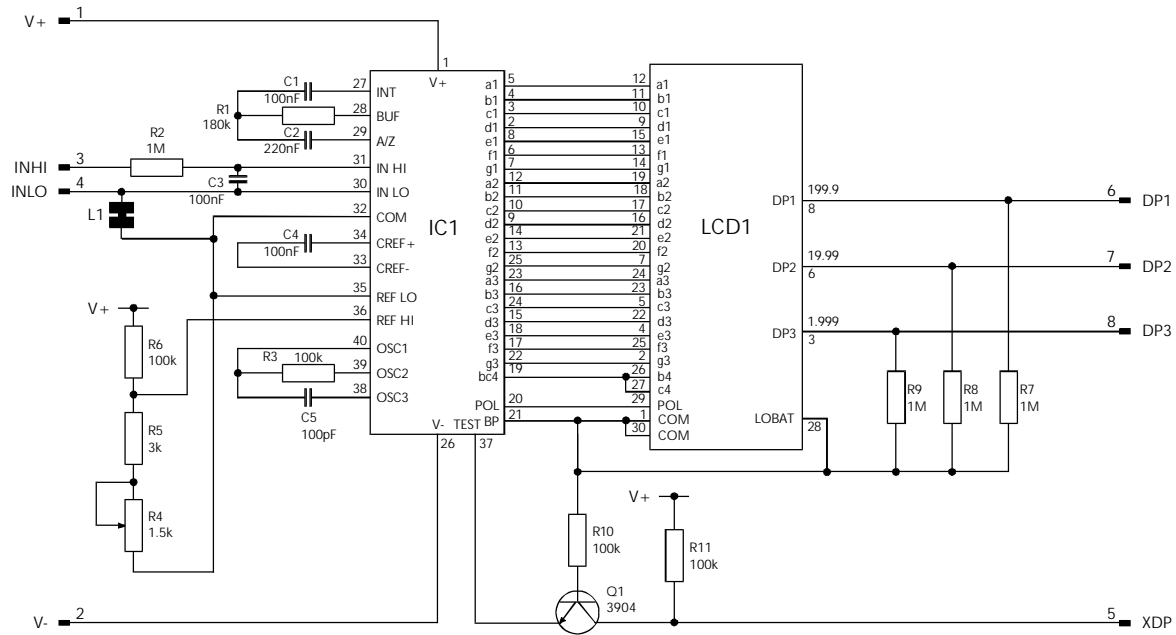 V+ 1
INHI 3
INLO 4
V- 2
R2
1M
C3
100nF
L1
C1
100nF
R1
180k
C2
220nF
C4
100nF
R3 100k
C5
100pF
V+
R6
100k
R5
3k
R4
1.5k
IC1
1
V+
27 INT
28 BUF
29 A/Z
31 IN HI
30 IN LO
32 COM
34 CREF+
33 CREF-
35 REF LO
36 REF HI
40 OSC1
39 OSC2
38 OSC3
V- TEST
26 37
a1 5 12 a1
b1 4 11 b1
c1 3 10 c1
d1 2 9 d1
e1 8 15 e1
f1 6 13 f1
g1 7 14 g1
a2 12 19 a2
b2 11 18 b2
c2 10 17 c2
d2 9 16 d2
e2 14 21 e2
f2 13 20 f2
g2 25 7 g2
a3 23 24 a3
b3 16 23 b3
c3 24 5 c3
d3 15 22 d3
e3 18 4 e3
f3 17 25 f3
g3 22 2 g3
bc4 19 26 b4
27 c4
POL 20 29 POL
BP 21 1 COM
30 COM
LCD1
DP1 199.9
8
DP2 19.99
6
DP3 1.999
3
LOBAT
28
6 DP1
7 DP2
8 DP3
R9
1M
R8
1M
R7
1M
R10
100k
V+
R11
100k
Q1
3904
5 XDP